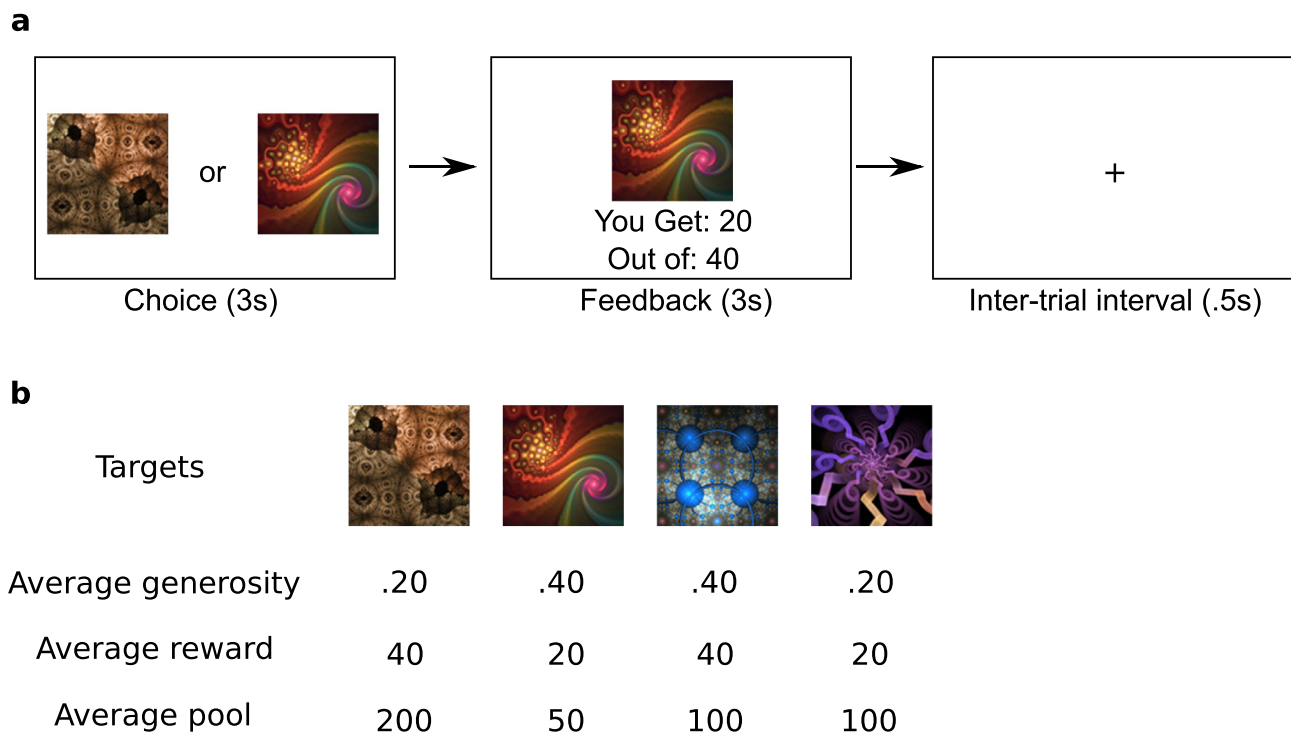 a
or
You Get: 20
Out of: 40
+
Choice (3s)
Feedback (3s)
Inter-trial interval (.5s)
b
Targets
Average generosity .20 .40 .40 .20
Average reward 40 20 40 20
Average pool 200 50 100 100